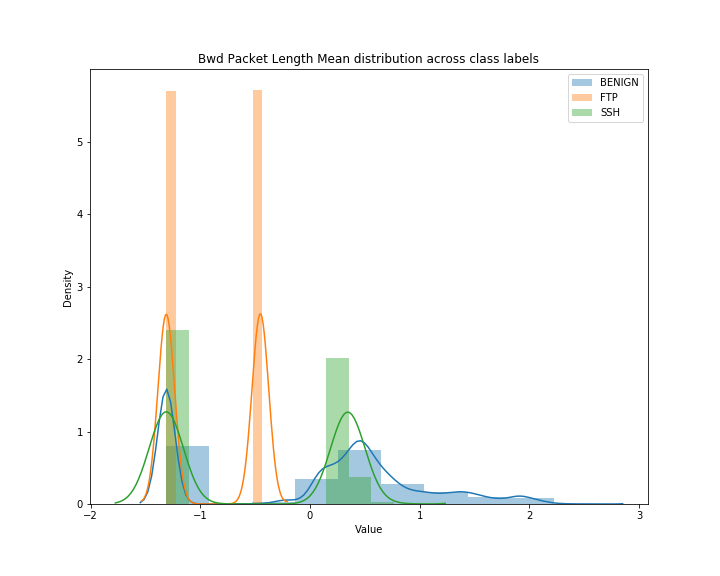 Bwd Packet Length Mean distribution across class labels
BENIGN
FTP
SSH
Density
5
4
3
2
1
0
−2
−1
0
1
2
3
Value